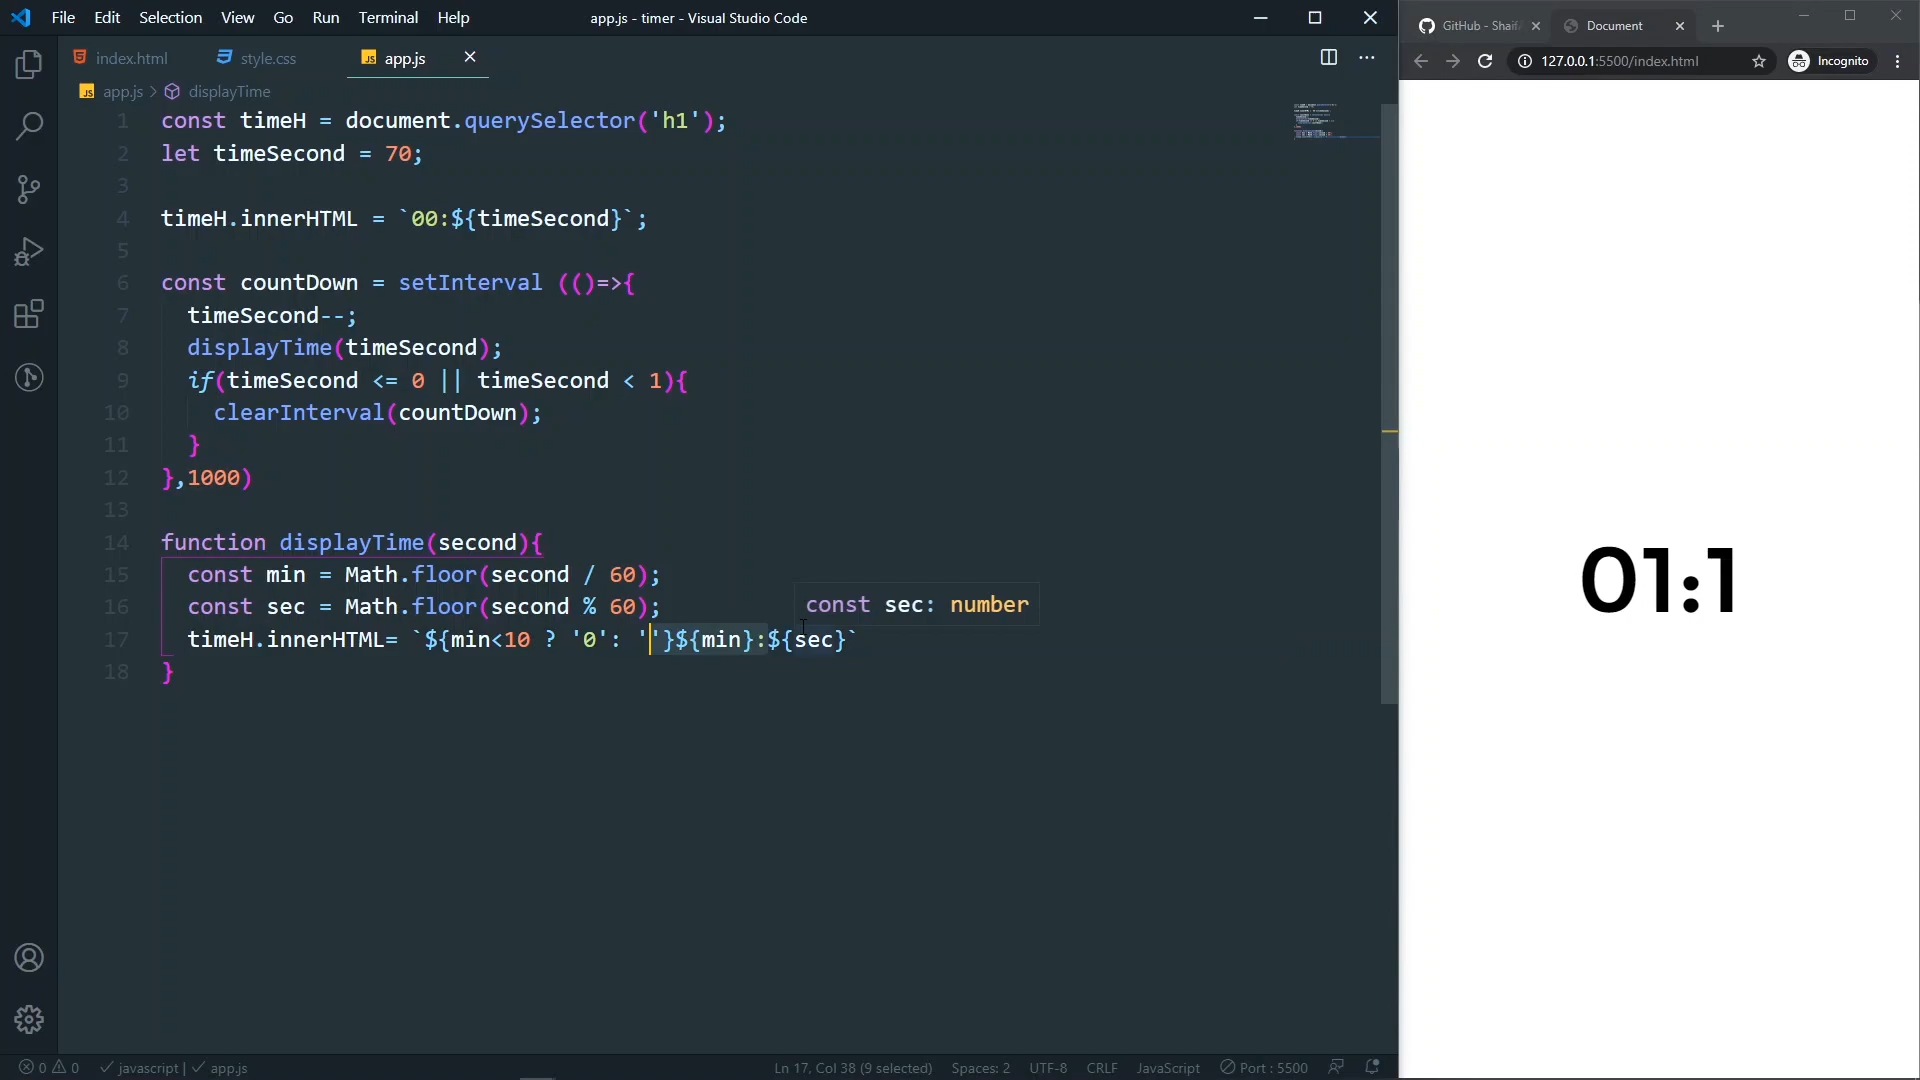 File Edit Selection View Go Run Terminal Help
app.js - timer - Visual Studio Code
index.html
style.css
JS app.js
JS app.js > displayTime
1 const timeH = document.querySelector('h1');
2 let timeSecond = 70;
3
4 timeH.innerHTML = `00:${timeSecond}`;
5
6 const countDown = setInterval (()=>{
7 timeSecond--;
8 displayTime(timeSecond);
9 if(timeSecond <= 0 || timeSecond < 1){
10 clearInterval(countDown);
11 }
12 },1000)
13
14 function displayTime(second){
15 const min = Math.floor(second / 60);
16 const sec = Math.floor(second % 60);
const sec: number
17 timeH.innerHTML= `${min<10 ? '0': ''}${min}:${sec}`
18 }
0 0 javascript | app.js
Ln 17, Col 38 (9 selected) Spaces: 2 UTF-8 CRLF JavaScript Port : 5500
GitHub - Shaif
Document
127.0.0.1:5500/index.html
Incognito
01:1